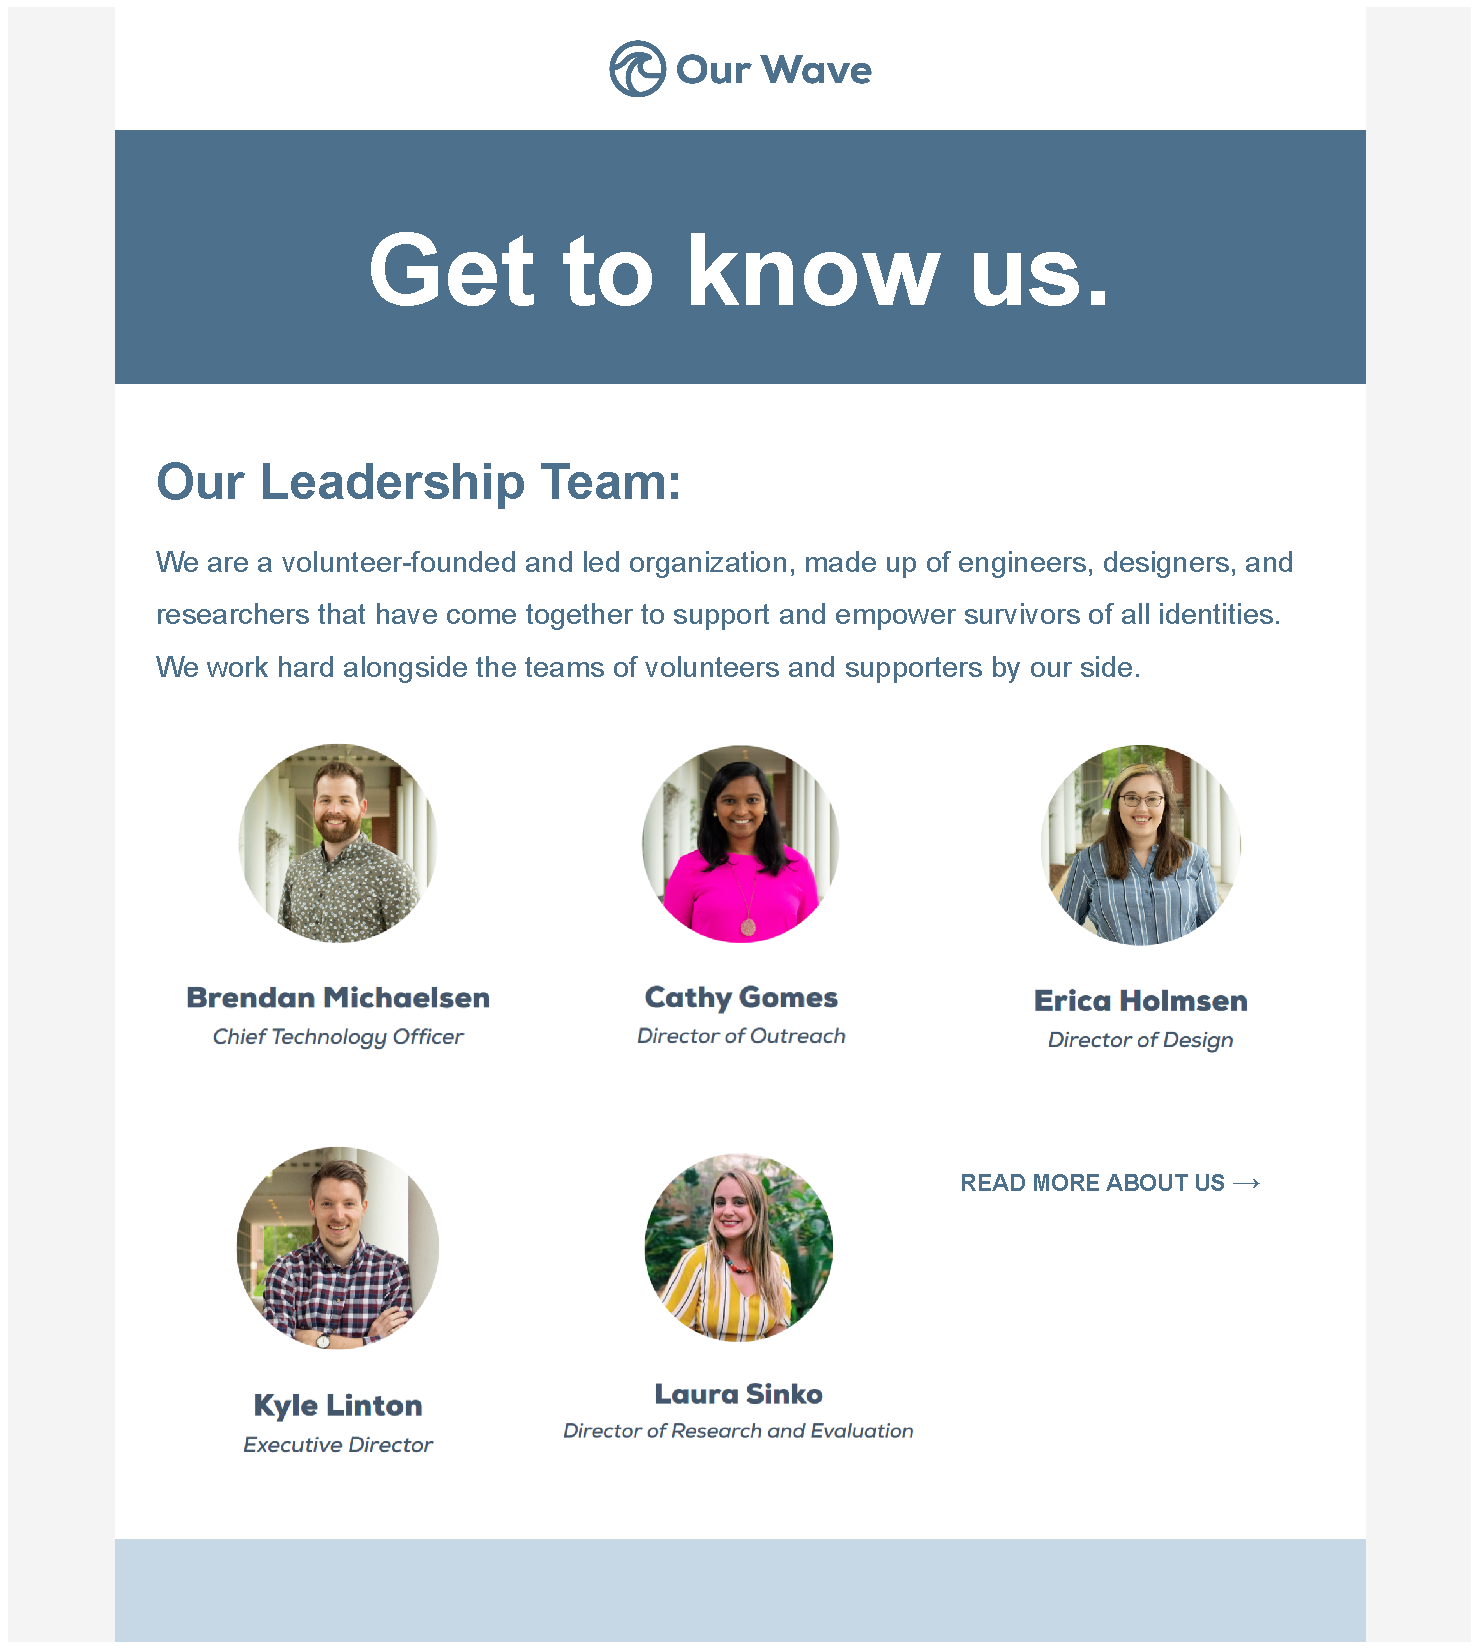 Our Wave
Get to know us.
Our Leadership Team:
We are a volunteer-founded and led organization, made up of engineers, designers, and
researchers that have come together to support and empower survivors of all identities.
We work hard alongside the teams of volunteers and supporters by our side.
Brendan Michaelsen
Chief Technology Officer
Cathy Gomes
Director of Outreach
Erica Holmsen
Director of Design
Kyle Linton
Executive Director
Laura Sinko
Director of Research and Evaluation
READ MORE ABOUT US →